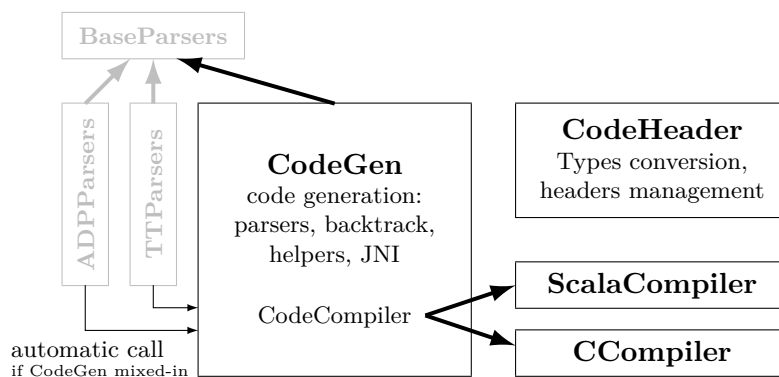 BaseParsers
ADPParsers
TTParsers
CodeGen
code generation:
parsers, backtrack,
helpers, JNI
CodeCompiler
CodeHeader
Types conversion,
headers management
ScalaCompiler
CCompiler
automatic call
if CodeGen mixed-in